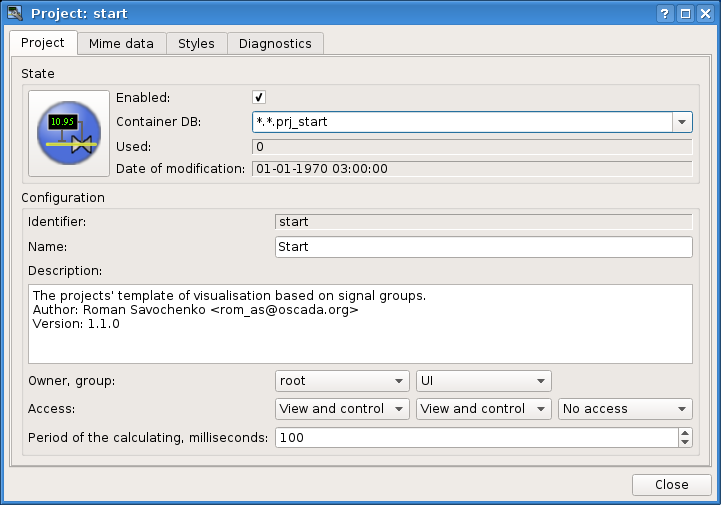 Project: start
Project Mime data Styles Diagnostics
State
10.95
Enabled:
Container DB: *.*.prj_start
Used: 0
Date of modification: 01-01-1970 03:00:00
Configuration
Identifier: start
Name: Start
Description:
The projects' template of visualisation based on signal groups.
Author: Roman Savochenko <rom_as@oscada.org>
Version: 1.1.0
Owner, group: root UI
Access: View and control View and control No access
Period of the calculating, milliseconds: 100
Close